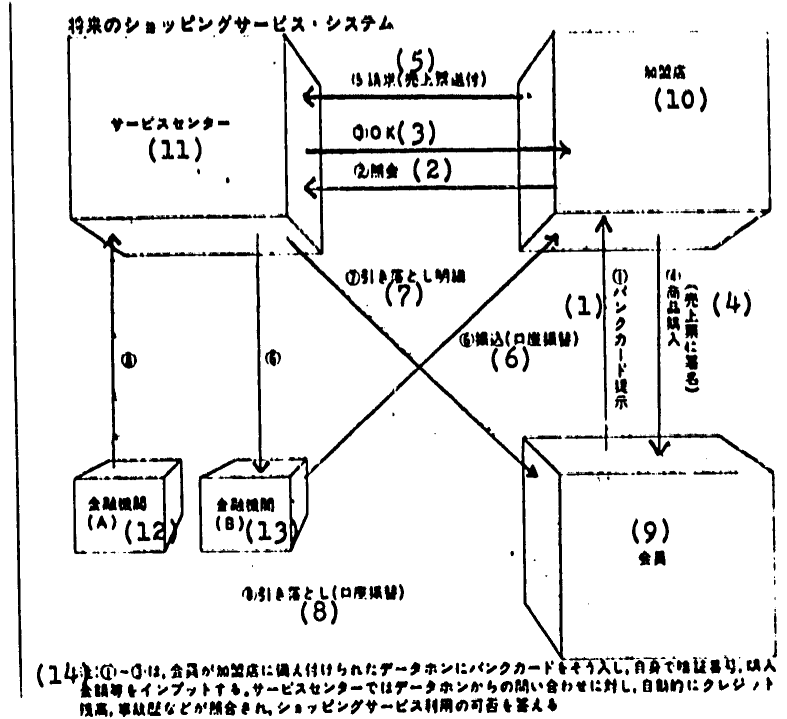 将来のショッピングサービス・システム
(5)
⑤請求(売上票送付)
加盟店
(10)
サービスセンター
(11)
③OK(3)
②照会 (2)
⑦引き落とし明細
(7)
⑥振込(口座振替)
(6)
(1)
①バンクカード提示
④商品購入
(売上票に署名)
(4)
⑧
⑥
金融機関
(A) (12)
金融機関
(B) (13)
(9)
会員
⑧引き落とし(口座振替)
(8)
(14)注:①~③は、会員が加盟店に備え付けられたデータホンにバンクカードをそう入し、自身で暗証番号、購入
金額等をインプットする。サービスセンターではデータホンからの問い合わせに対し、自動的にクレジット
残高、事故歴などが照合され、ショッピングサービス利用の可否を答える